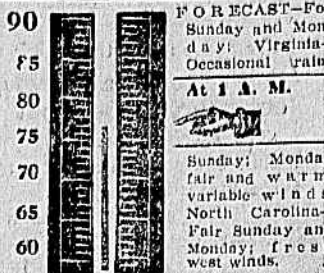 90
85
80
75
70
65
60
FORECAST—Fo
Sunday and Mon
day; Virginia—
Occasional rain
At 1 A. M.
Sunday; Monda
fair and warm
variable winds
North Carolina—
Fair Sunday an
Monday; fres
west winds.